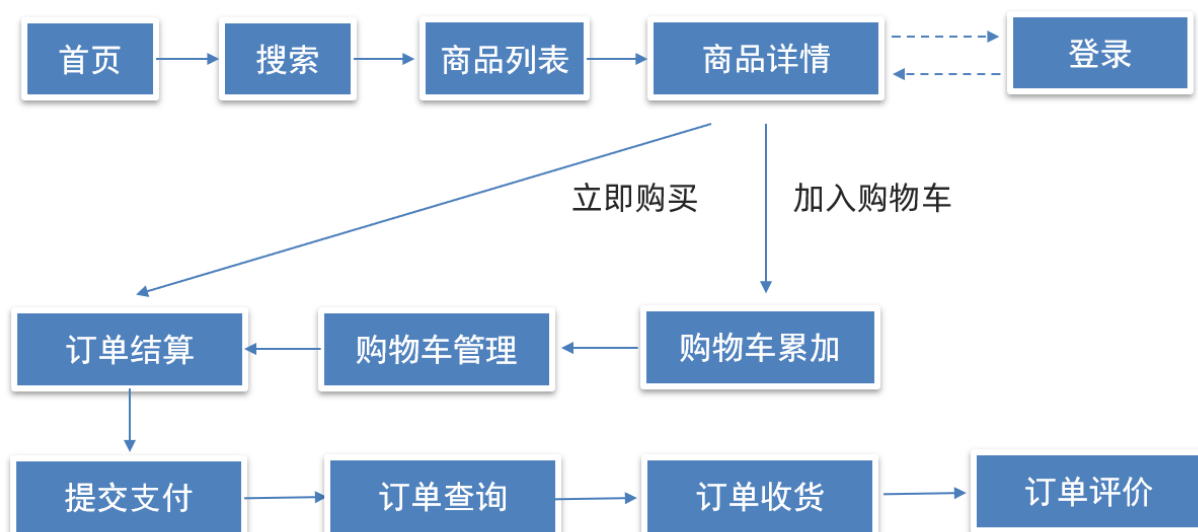 首页
搜索
商品列表
商品详情
登录
立即购买
加入购物车
订单结算
购物车管理
购物车累加
提交支付
订单查询
订单收货
订单评价